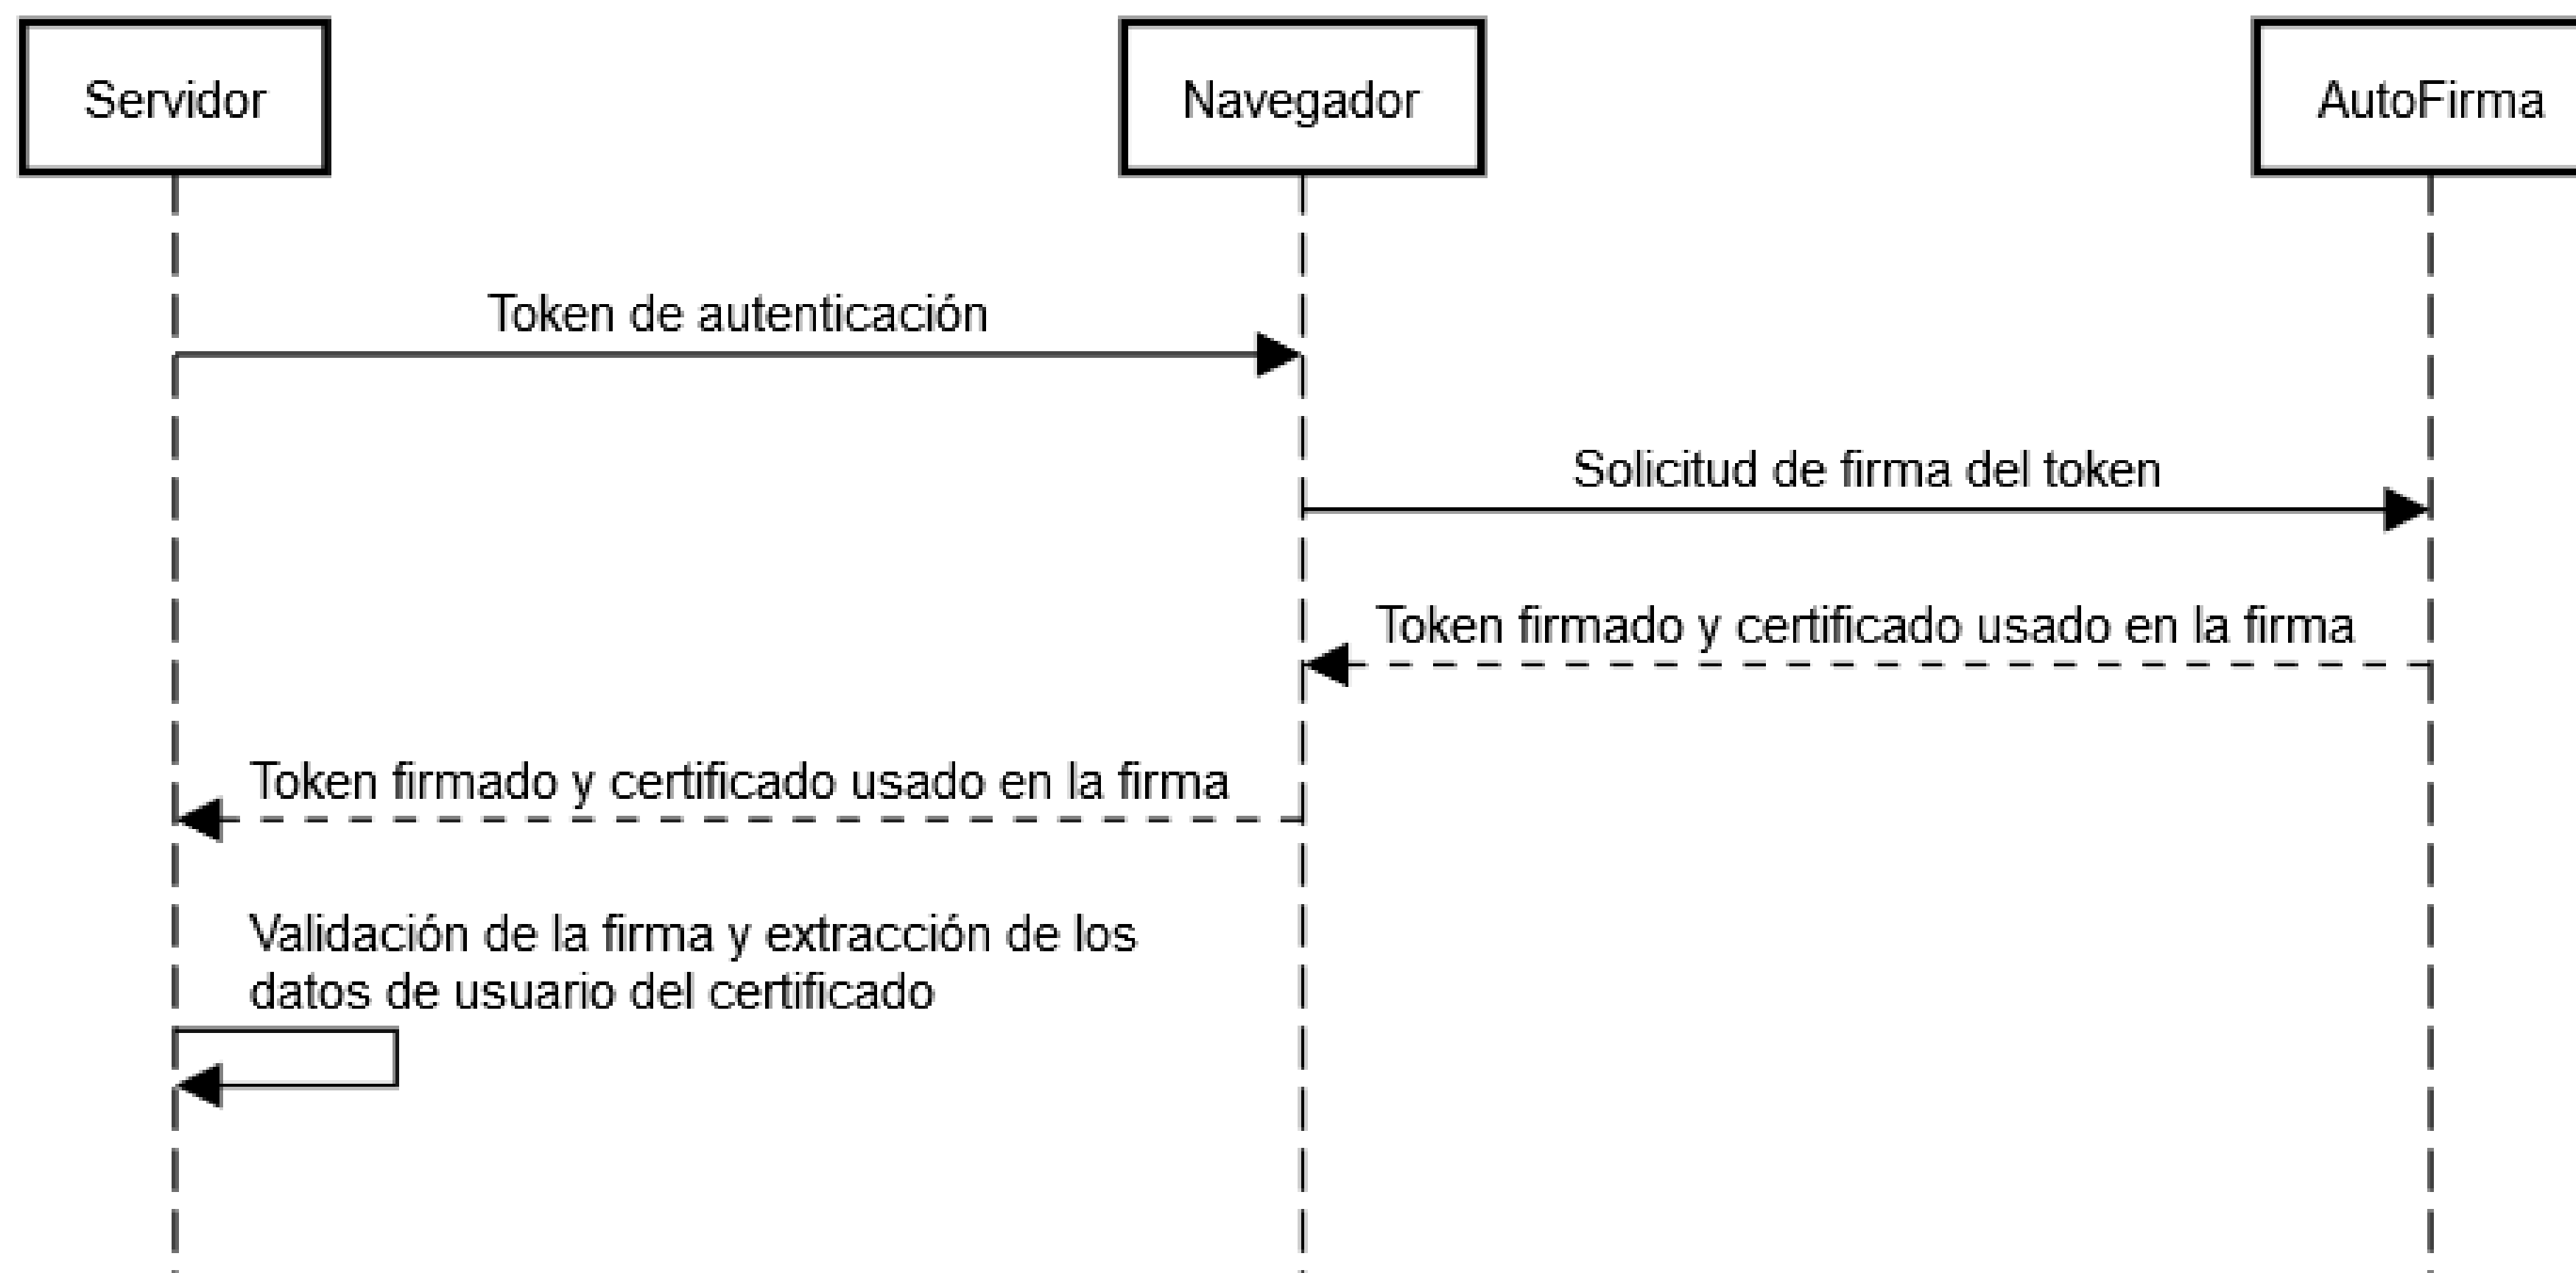 Servidor
Navegador
AutoFirma
Token de autenticación
Solicitud de firma del token
Token firmado y certificado usado en la firma
Token firmado y certificado usado en la firma
Validación de la firma y extracción de los
datos de usuario del certificado